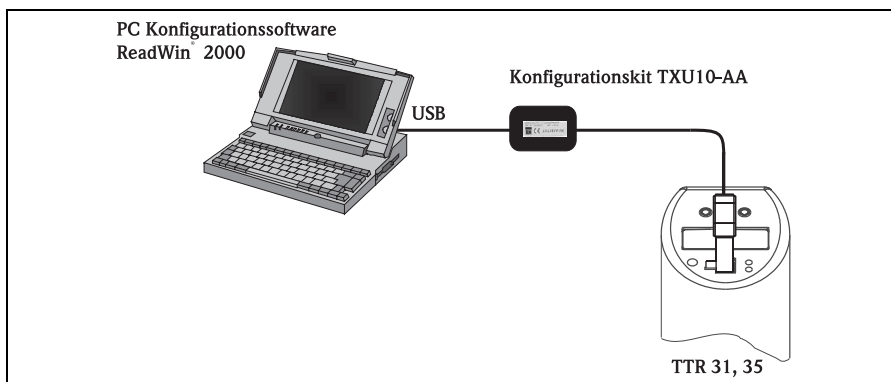 PC Konfigurationssoftware
ReadWin® 2000
Konfigurationskit TXU10-AA
USB
TTR 31, 35